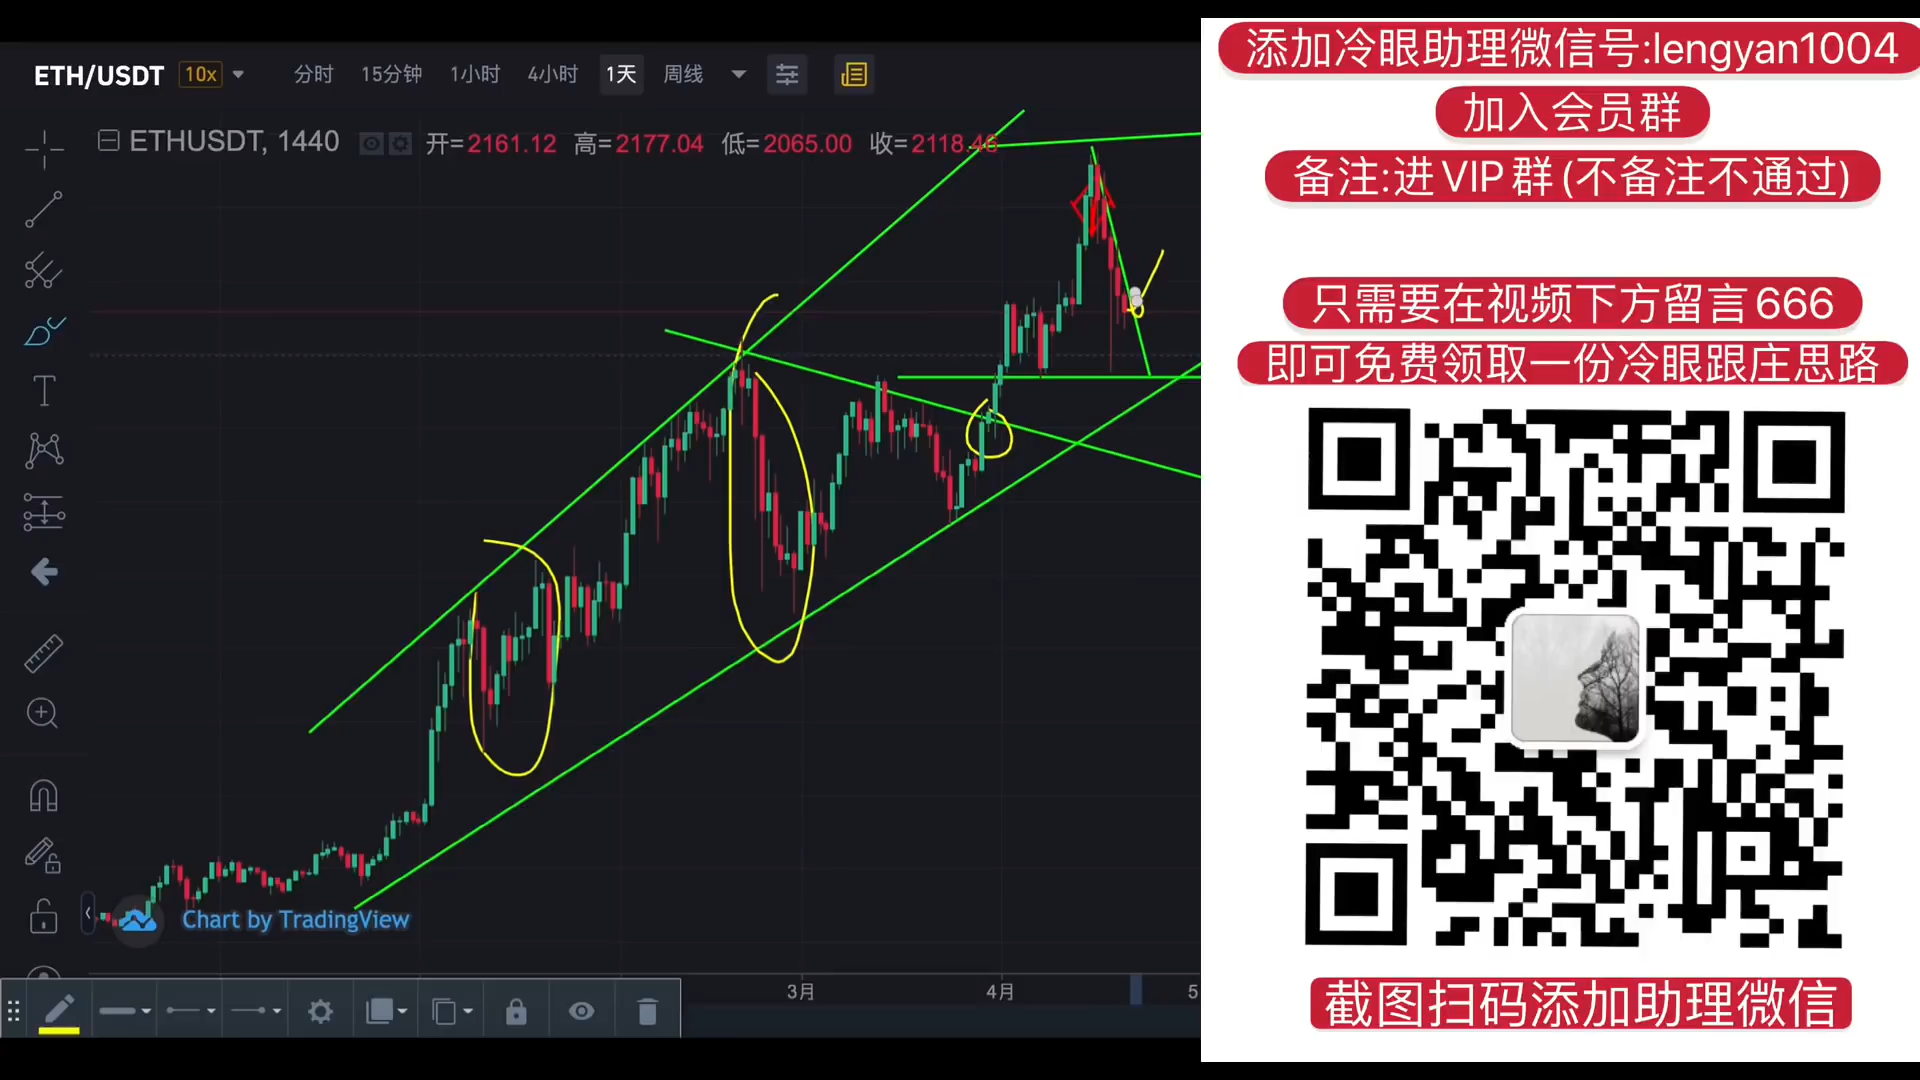 ETH/USDT 10x 分时 15分钟 1小时 4小时 1天 周线
ETHUSDT, 1440 开=2161.12 高=2177.04 低=2065.00 收=2118.46
Chart by TradingView
3月 4月 5
添加冷眼助理微信号:lengyan1004
加入会员群
备注:进VIP群(不备注不通过)
只需要在视频下方留言666
即可免费领取一份冷眼跟庄思路
截图扫码添加助理微信